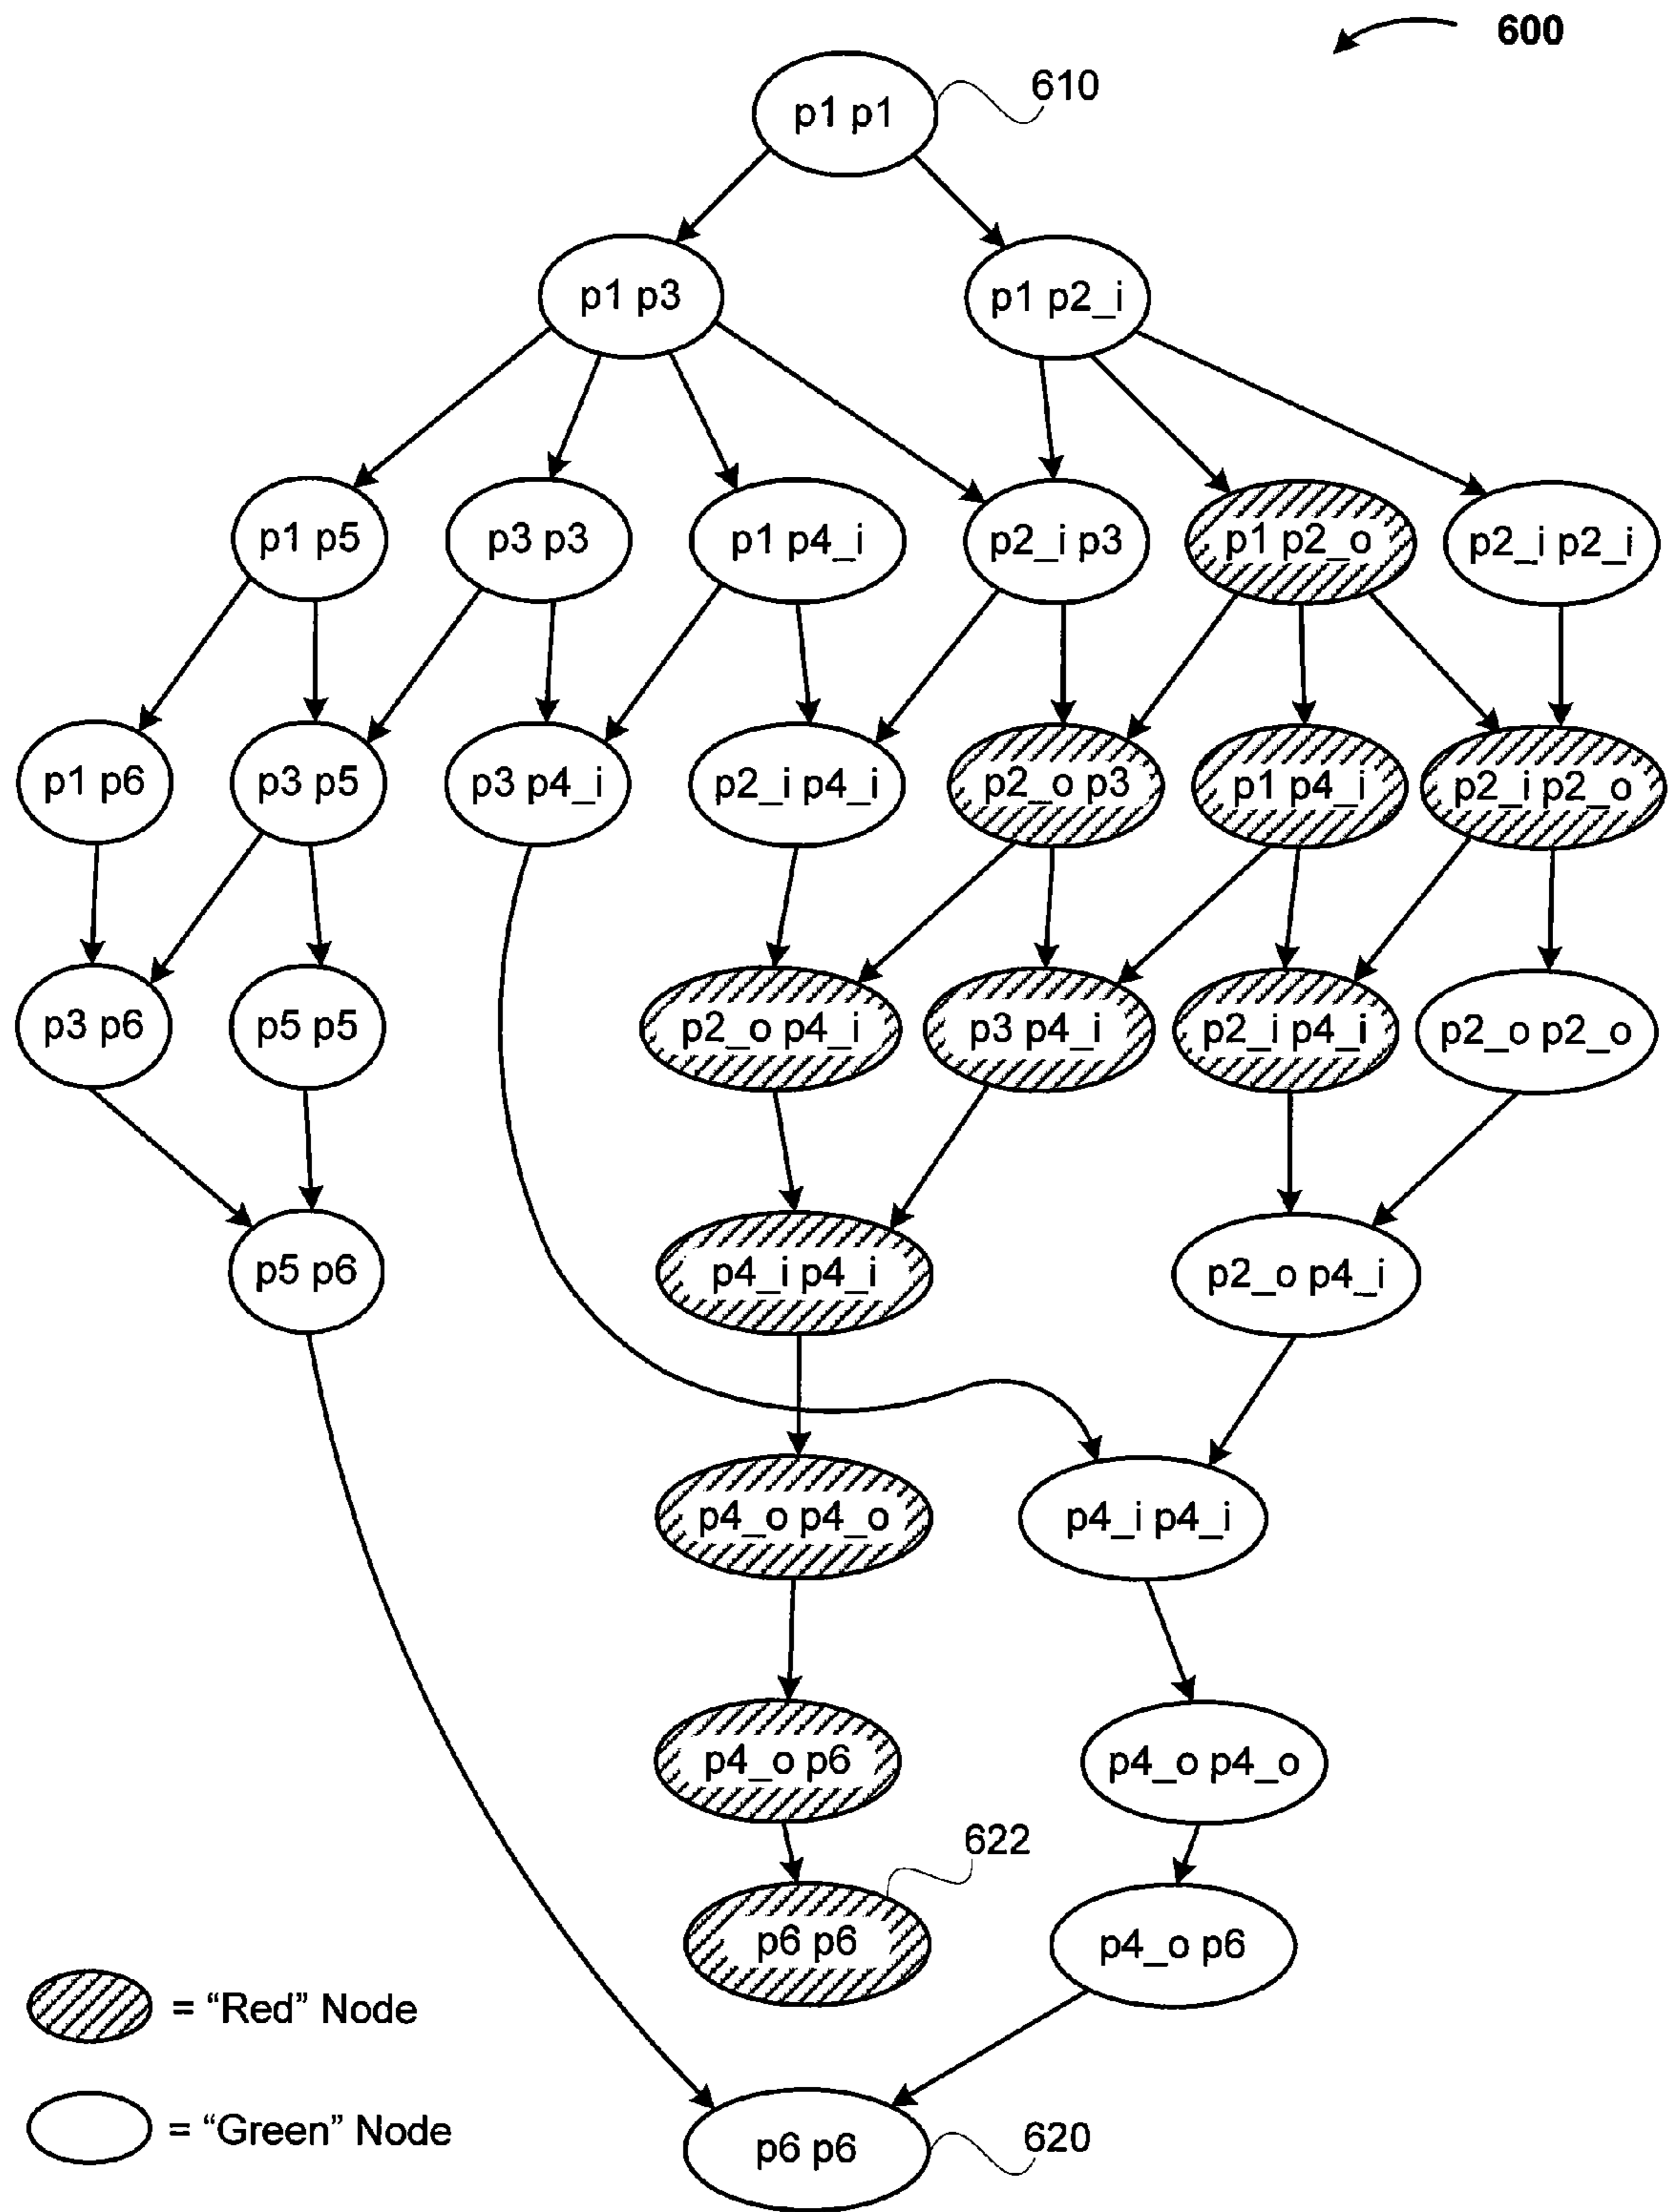 600
p1 p1
610
p1 p3
p1 p2_i
p1 p5
p3 p3
p1 p4_i
p2_i p3
p1 p2_o
p2_i p2_i
p1 p6
p3 p5
p3 p4_i
p2_i p4_i
p2_o p3
p1 p4_i
p2_i p2_o
p3 p6
p5 p5
p2_o p4_i
p3 p4_i
p2_i p4_i
p2_o p2_o
p5 p6
p4_i p4_i
p2_o p4_i
p4_o p4_o
p4_i p4_i
p4_o p6
p4_o p4_o
622
p6 p6
p4_o p6
= “Red” Node
= “Green” Node
p6 p6
620